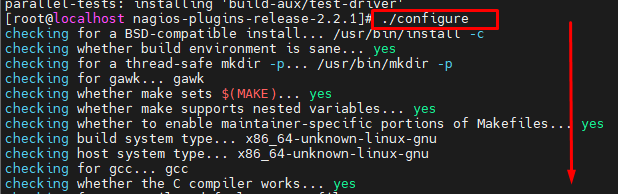 parallel-tests: installing 'build-aux/test-driver'
[root@localhost nagios-plugins-release-2.2.1]# ./configure
checking for a BSD-compatible install... /usr/bin/install -c
checking whether build environment is sane... yes
checking for a thread-safe mkdir -p... /usr/bin/mkdir -p
checking for gawk... gawk
checking whether make sets $(MAKE)... yes
checking whether make supports nested variables... yes
checking whether to enable maintainer-specific portions of Makefiles... yes
checking build system type... x86_64-unknown-linux-gnu
checking host system type... x86_64-unknown-linux-gnu
checking for gcc... gcc
checking whether the C compiler works... yes